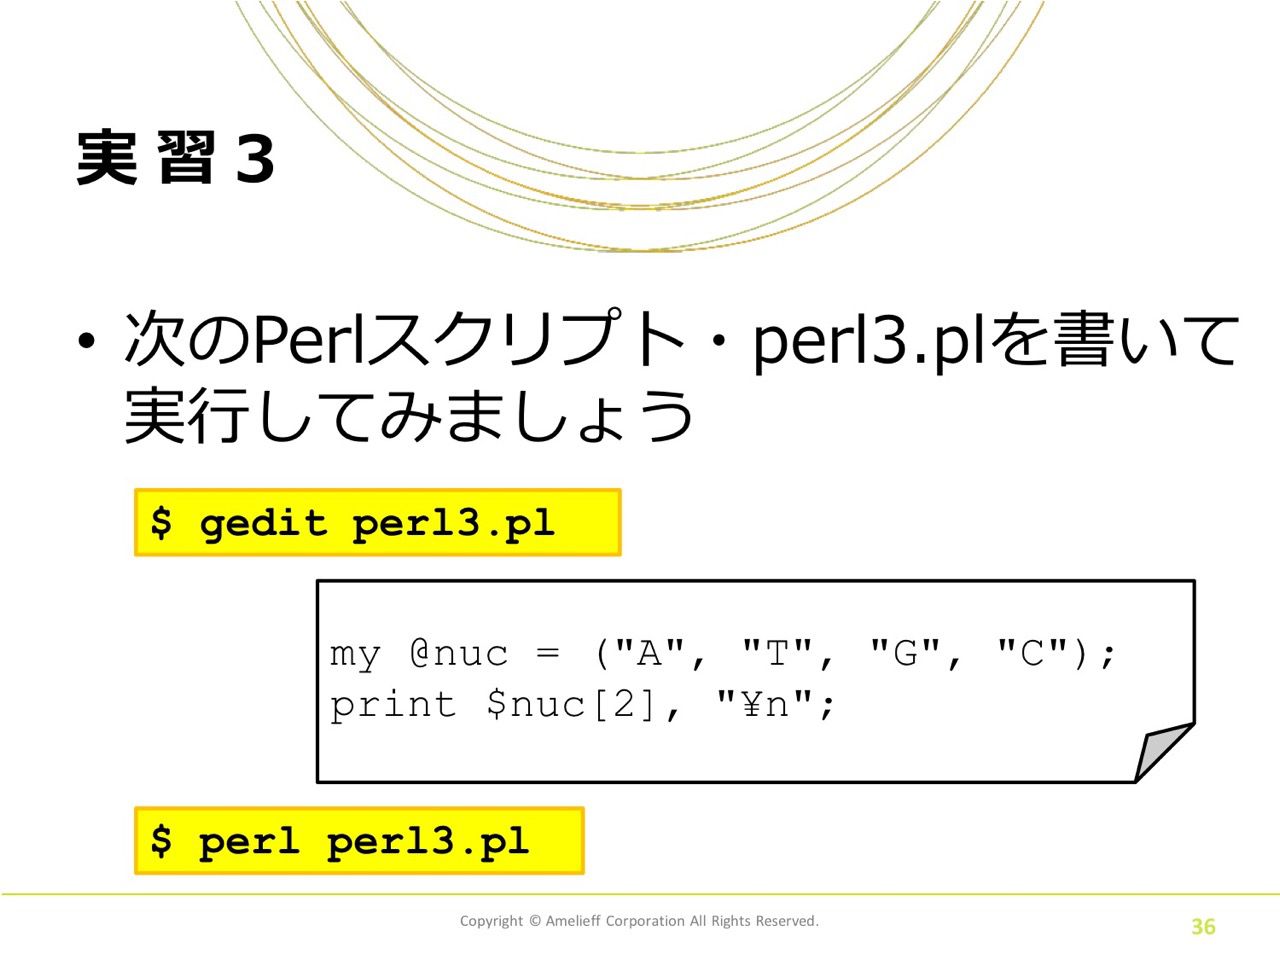 実習３
• 次のPerlスクリプト・perl3.plを書いて
実行してみましょう
$ gedit perl3.pl
my @nuc = ("A", "T", "G", "C");
print $nuc[2], "¥n";
$ perl perl3.pl
Copyright © Amelieff Corporation All Rights Reserved.
36